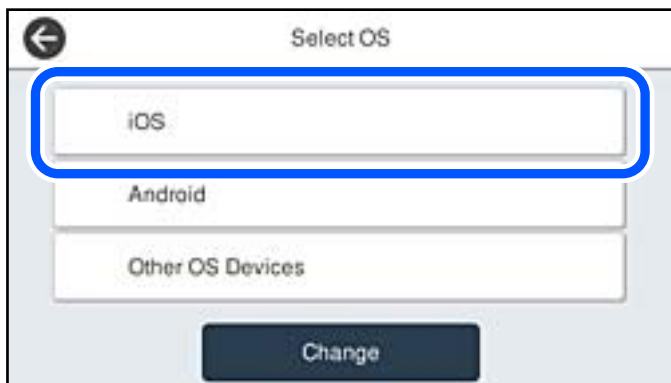 Select OS
iOS
Android
Other OS Devices
Change